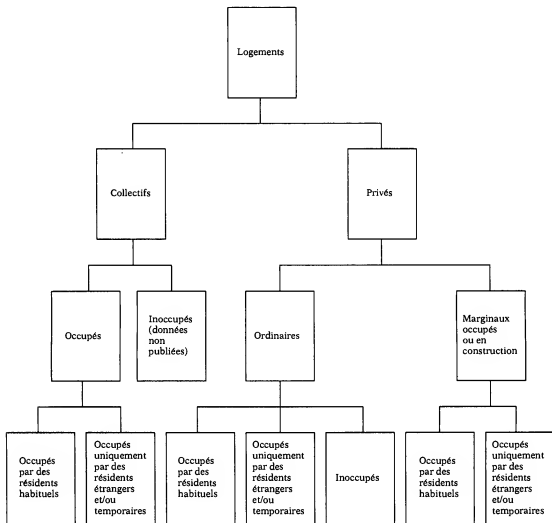 Logements
Collectifs
Privés
Occupés
Inoccupés
(données
non
publiées)
Ordinaires
Marginaux
occupés
ou en
construction
Occupés
par des
résidents
habituels
Occupés
uniquement
par des
résidents
étrangers
et/ou
temporaires
Occupés
par des
résidents
habituels
Occupés
uniquement
par des
résidents
étrangers
et/ou
temporaires
Inoccupés
Occupés
par des
résidents
habituels
Occupés
uniquement
par des
résidents
étrangers
et/ou
temporaires